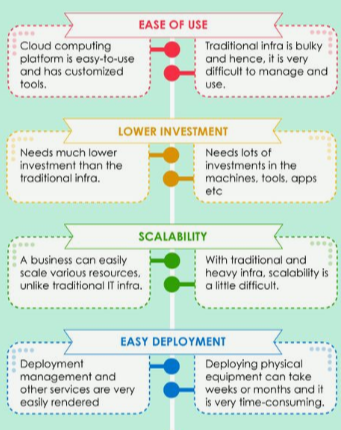 EASE OF USE
Cloud computing
platform is easy-to-use
and has customized
tools.
Traditional infra is bulky
and hence, it is very
difficult to manage and
use.
LOWER INVESTMENT
Needs much lower
investment than the
traditional infra.
Needs lots of
investments in the
machines, tools, apps
etc
SCALABILITY
A business can easily
scale various resources,
unlike traditional IT infra.
With traditional and
heavy infra, scalability is
a little difficult.
EASY DEPLOYMENT
Deployment
management and
other services are very
easily rendered
Deploying physical
equipment can take
weeks or months and it
is very time-consuming.